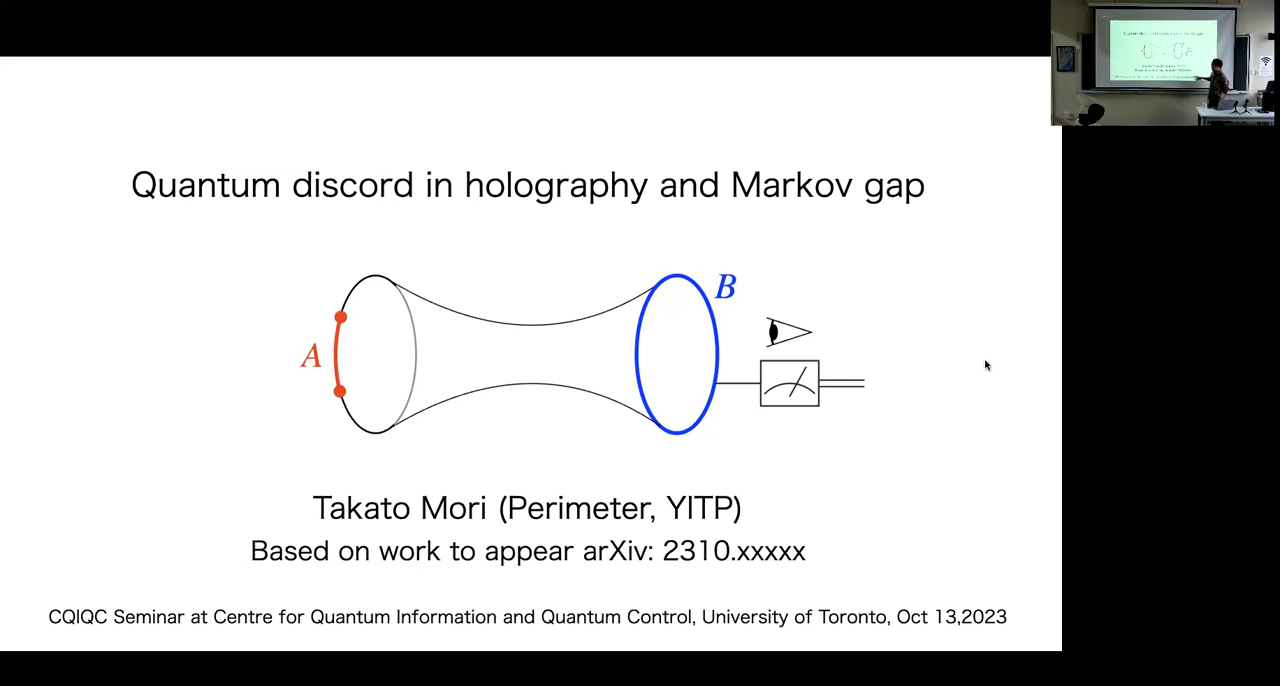 Quantum discord in holography and Markov gap
A
B
Takato Mori (Perimeter, YITP)
Based on work to appear arXiv: 2310.xxxxx
CQIQC Seminar at Centre for Quantum Information and Quantum Control, University of Toronto, Oct 13,2023